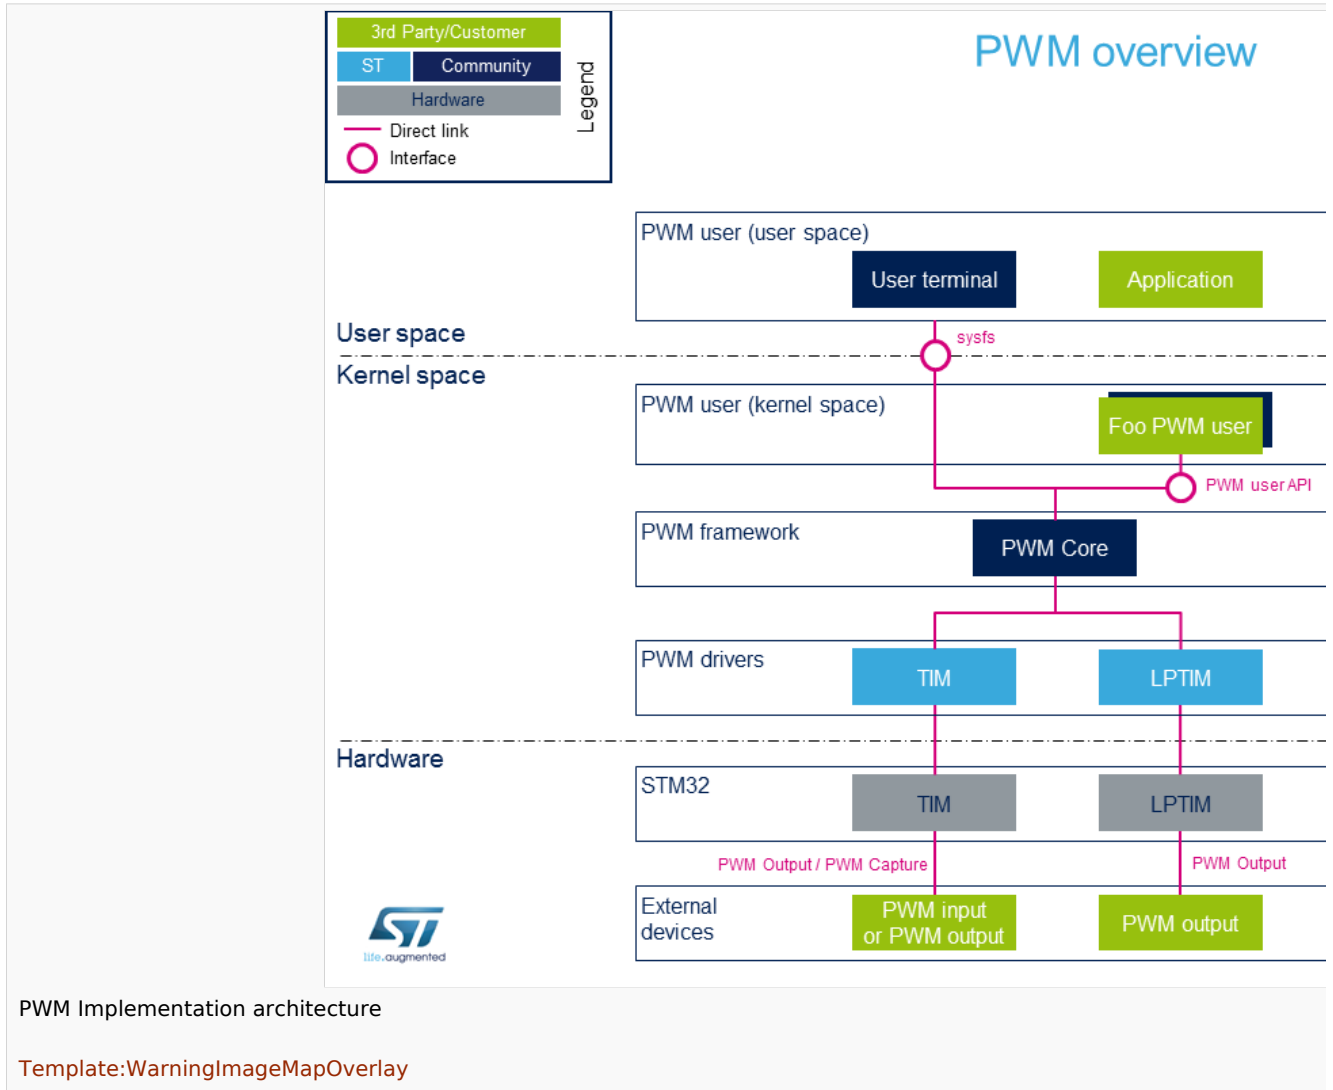 3rd Party/Customer
ST
Community
Hardware
Direct link
Interface
Legend
PWM overview
PWM user (user space)
User terminal
Application
User space
sysfs
Kernel space
PWM user (kernel space)
Foo PWM user
PWM user API
PWM framework
PWM Core
PWM drivers
TIM
LPTIM
Hardware
STM32
TIM
LPTIM
PWM Output / PWM Capture
PWM Output
External
devices
PWM input
or PWM output
PWM output
ST
life.augmented
PWM Implementation architecture
Template:WarningImageMapOverlay